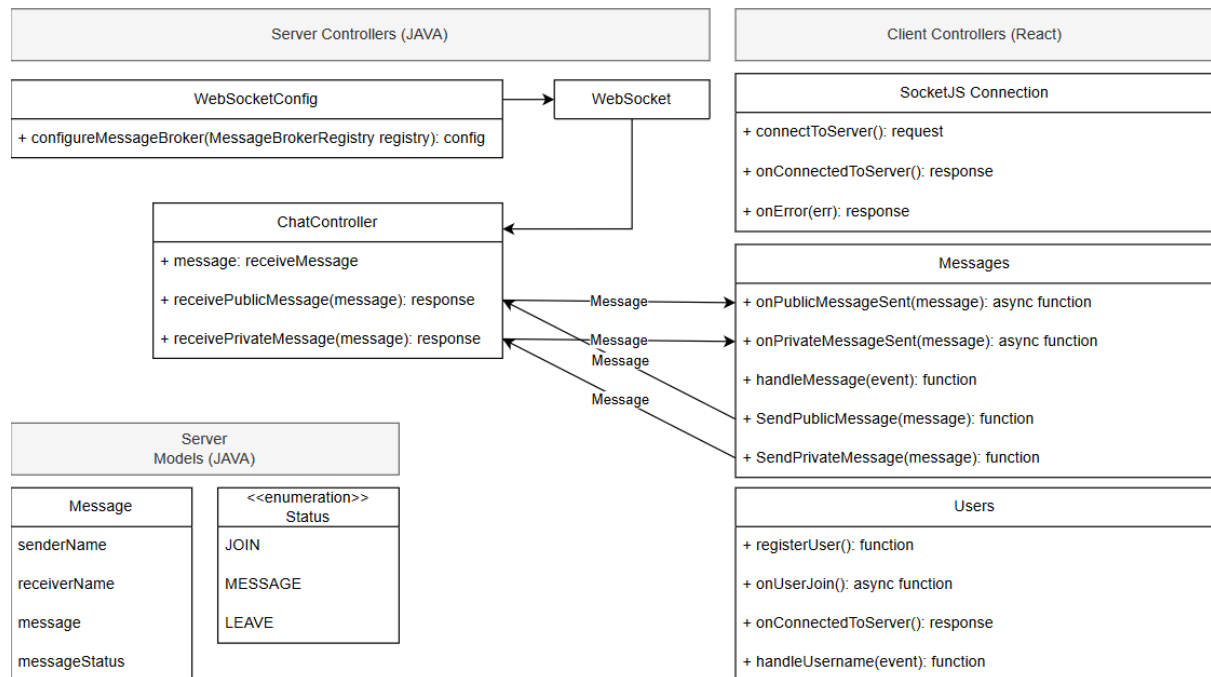 Server Controllers (JAVA)
Client Controllers (React)
WebSocketConfig
+ configureMessageBroker(MessageBrokerRegistry registry): config
WebSocket
ChatController
+ message: receiveMessage
+ receivePublicMessage(message): response
+ receivePrivateMessage(message): response
Message
Message
Message
Message
SocketJS Connection
+ connectToServer(): request
+ onConnectedToServer(): response
+ onError(err): response
Messages
+ onPublicMessageSent(message): async function
+ onPrivateMessageSent(message): async function
+ handleMessage(event): function
+ SendPublicMessage(message): function
+ SendPrivateMessage(message): function
Server
Models (JAVA)
Message
senderName
receiverName
message
messageStatus
<<enumeration>>
Status
JOIN
MESSAGE
LEAVE
Users
+ registerUser(): function
+ onUserJoin(): async function
+ onConnectedToServer(): response
+ handleUsername(event): function